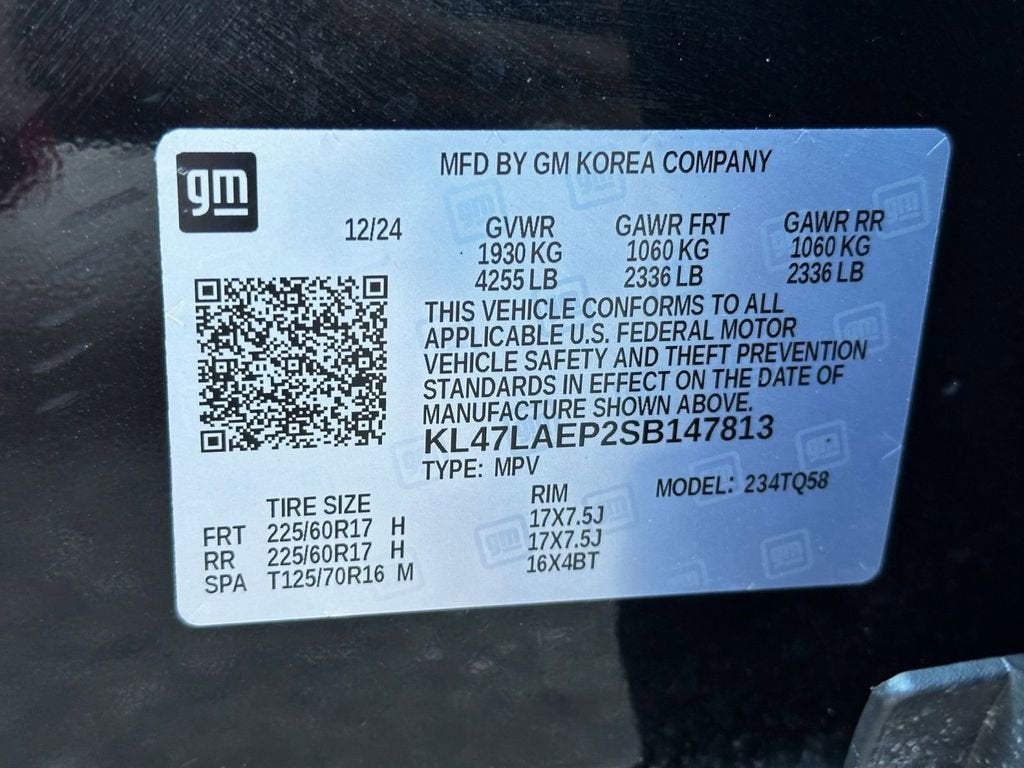 gm
MFD BY GM KOREA COMPANY
12/24
GVWR GAWR FRT GAWR RR
1930 KG 1060 KG 1060 KG
4255 LB 2336 LB 2336 LB
THIS VEHICLE CONFORMS TO ALL
APPLICABLE U.S. FEDERAL MOTOR
VEHICLE SAFETY AND THEFT PREVENTION
STANDARDS IN EFFECT ON THE DATE OF
MANUFACTURE SHOWN ABOVE.
KL47LAEP2SB147813
TYPE: MPV MODEL: 234TQ58
TIRE SIZE RIM
FRT 225/60R17 H 17X7.5J
RR 225/60R17 H 17X7.5J
SPA T125/70R16 M 16X4BT